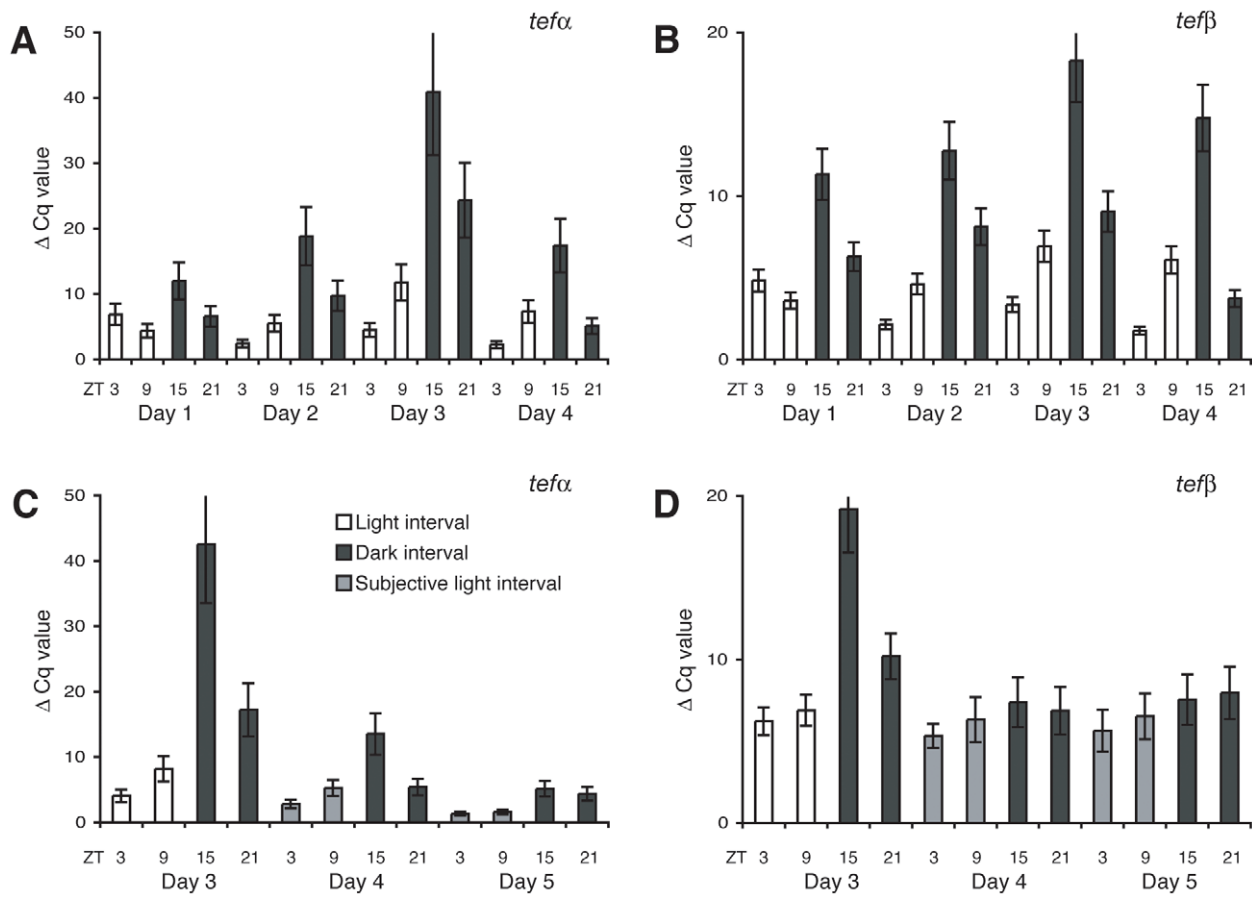 A
tefα
50
40
30
20
10
0
Δ Cq value
ZT 3 9 15 21 3 9 15 21 3 9 15 21 3 9 15 21
Day 1 Day 2 Day 3 Day 4
B
tefβ
20
10
0
Δ Cq value
ZT 3 9 15 21 3 9 15 21 3 9 15 21 3 9 15 21
Day 1 Day 2 Day 3 Day 4
C
tefα
50
40
30
20
10
0
Δ Cq value
Light interval
Dark interval
Subjective light interval
ZT 3 9 15 21 3 9 15 21 3 9 15 21
Day 3 Day 4 Day 5
D
tefβ
20
10
0
Δ Cq value
ZT 3 9 15 21 3 9 15 21 3 9 15 21
Day 3 Day 4 Day 5